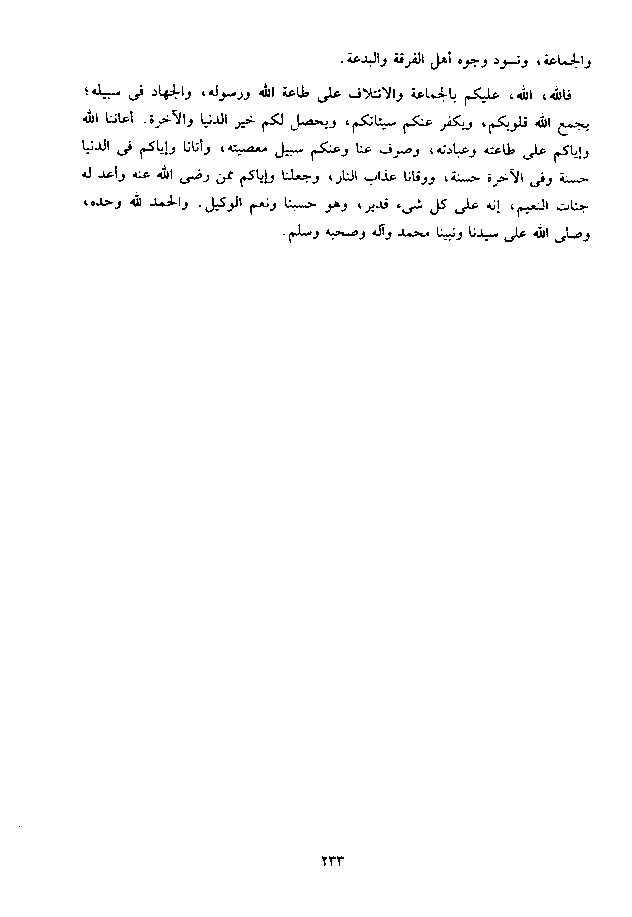 والجماعة، وتسود وجوه أهل الفرقة والبدعة.
فالله، الله، عليكم بالجماعة والائتلاف على طاعة الله ورسوله، والجهاد فى سبيله؛
يجمع الله قلوبكم، ويكفر عنكم سيئاتكم، ويحصل لكم خير الدنيا والآخرة. أعاننا الله
وإياكم على طاعته وعبادته، وصرف عنا وعنكم سبيل معصيته، وأتانا وإياكم فى الدنيا
حسنة وفى الآخرة حسنة، ووقانا عذاب النار، وجعلنا وإياكم ممن رضى الله عنه وأعد له
جنات النعيم، إنه على كل شىء قدير، وهو حسبنا ونعم الوكيل. والحمد لله وحده،
وصلى الله على سيدنا ونبينا محمد وآله وصحبه وسلم.
٢٣٣